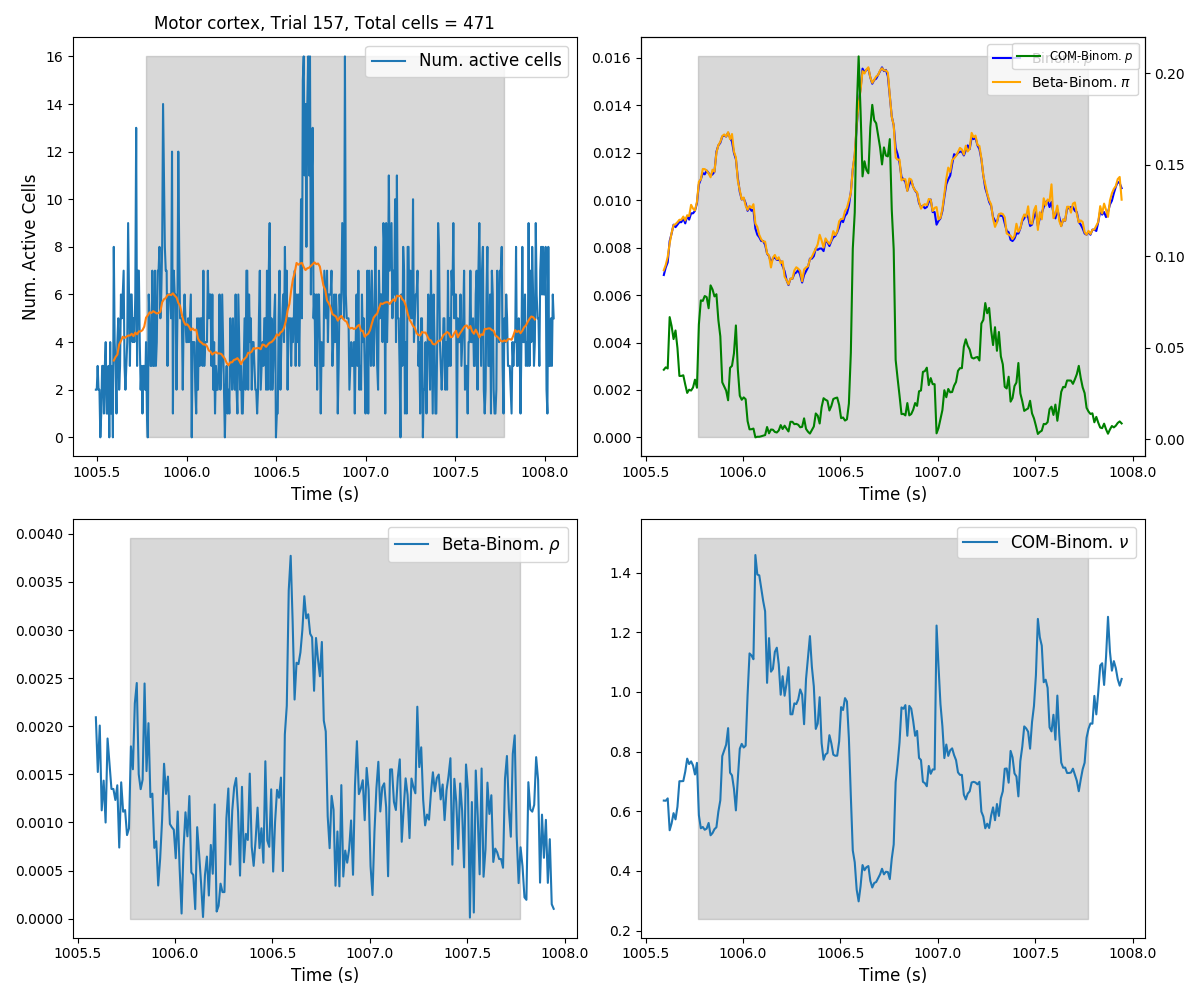 Motor cortex, Trial 157, Total cells = 471
Num. Active Cells
16
14
12
10
8
6
4
2
0
Num. active cells
1005.5 1006.0 1006.5 1007.0 1007.5 1008.0
Time (s)
0.016
0.014
0.012
0.010
0.008
0.006
0.004
0.002
0.000
COM-Binom. p
Beta-Binom. π
0.20
0.15
0.10
0.05
0.00
1005.5 1006.0 1006.5 1007.0 1007.5 1008.0
Time (s)
0.0040
0.0035
0.0030
0.0025
0.0020
0.0015
0.0010
0.0005
0.0000
Beta-Binom. ρ
1005.5 1006.0 1006.5 1007.0 1007.5 1008.0
Time (s)
1.4
1.2
1.0
0.8
0.6
0.4
0.2
COM-Binom. ν
1005.5 1006.0 1006.5 1007.0 1007.5 1008.0
Time (s)